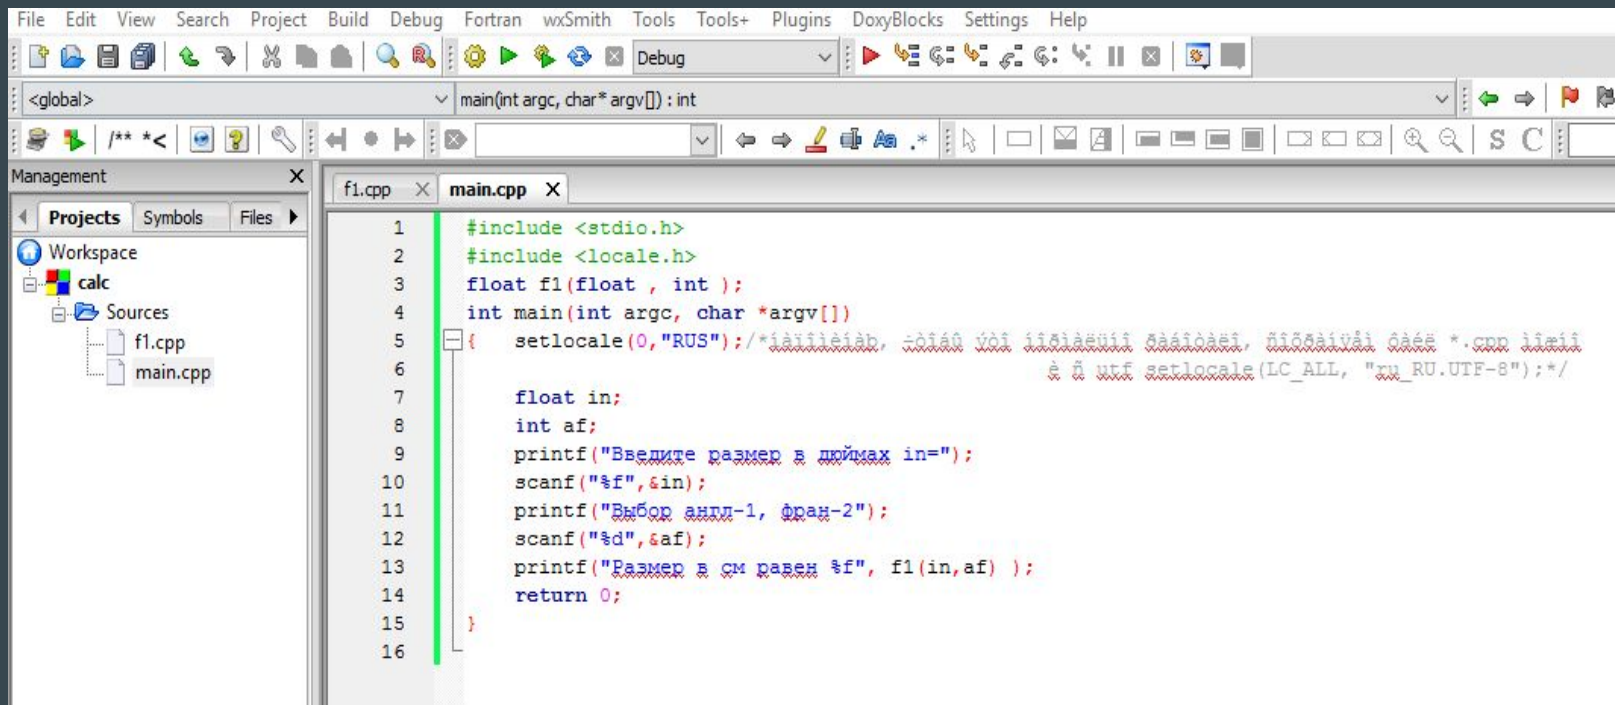 File Edit View Search Project Build Debug Fortran wxSmith Tools Tools+ Plugins DoxyBlocks Settings Help
Debug
<global> main(int argc, char* argv[]) : int
/** *< Aa .* S C
Management X
Projects Symbols Files
f1.cpp X main.cpp X
Workspace
calc
Sources
f1.cpp
main.cpp
1 #include <stdio.h>
2 #include <locale.h>
3 float f1(float , int );
4 int main(int argc, char *argv[])
5 { setlocale(0,"RUS");/* *.cpp
6 è ñ utf setlocale(LC_ALL, "ru_RU.UTF-8");*/
7 float in;
8 int af;
9 printf("Введите размер в дюймах in=");
10 scanf("%f",&in);
11 printf("Выбор англ-1, фран-2");
12 scanf("%d",&af);
13 printf("Размер в см равен %f", f1(in,af) );
14 return 0;
15 }
16